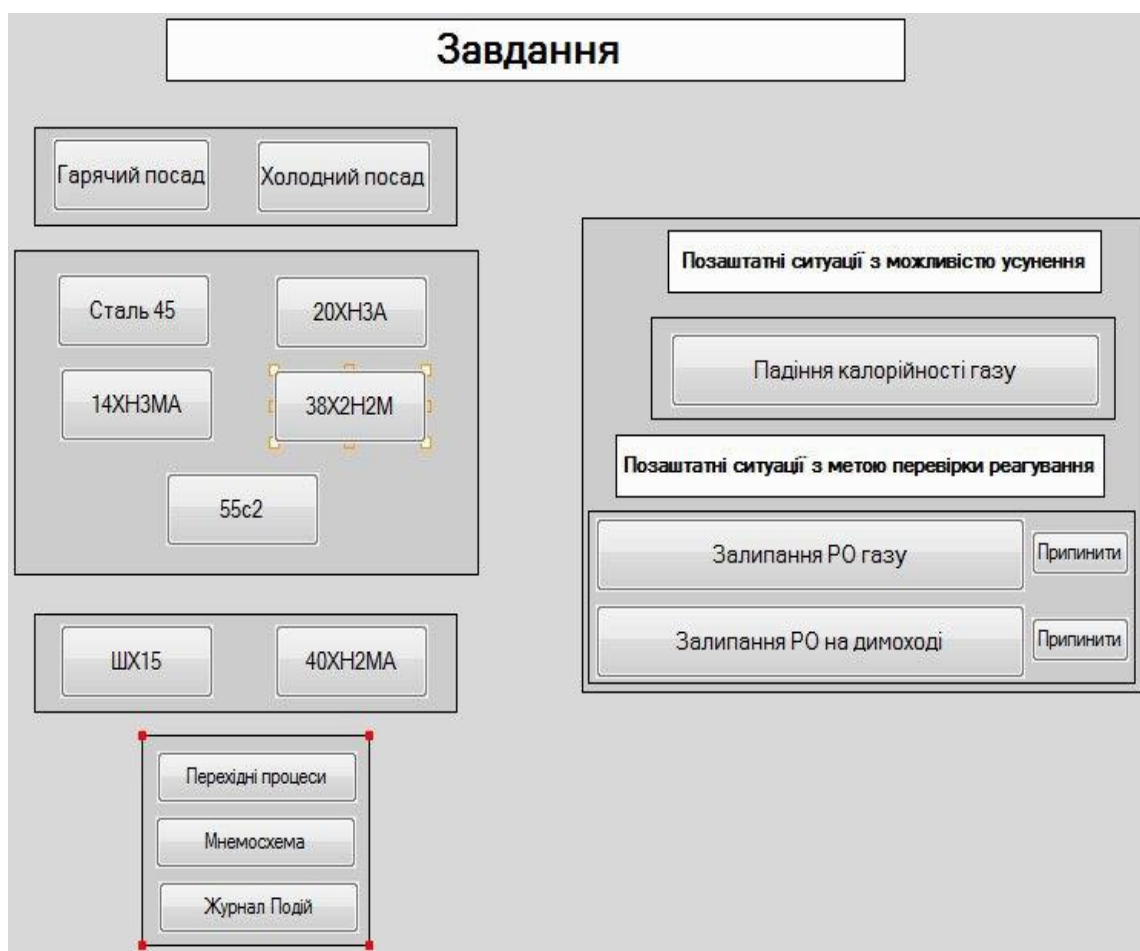 Завдання
Гарячий посад
Холодний посад
Сталь 45
20ХН3А
14ХН3МА
38Х2Н2М
55с2
ШХ15
40ХН2МА
Перехідні процеси
Мнемосхема
Журнал Подій
Позаштатні ситуації з можливістю усунення
Падіння калорійності газу
Позаштатні ситуації з метою перевірки реагування
Залипання РО газу
Припинити
Залипання РО на димоході
Припинити